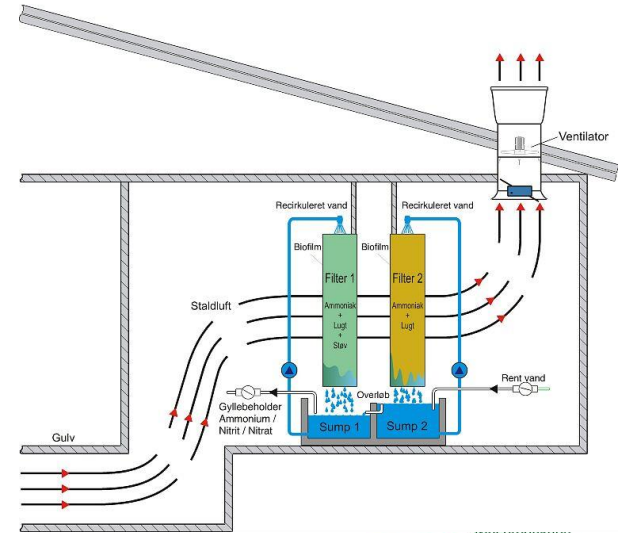 Ventilator
Recirkuleret vand
Recirkuleret vand
Biofilm
Biofilm
Filter 1
Filter 2
Ammoniak
+
Lugt
+
Støv
Ammoniak
+
Lugt
Staldluft
Rent vand
Overløb
Gyllebeholder
Ammonium /
Nitrit / Nitrat
Sump 1
Sump 2
Gulv